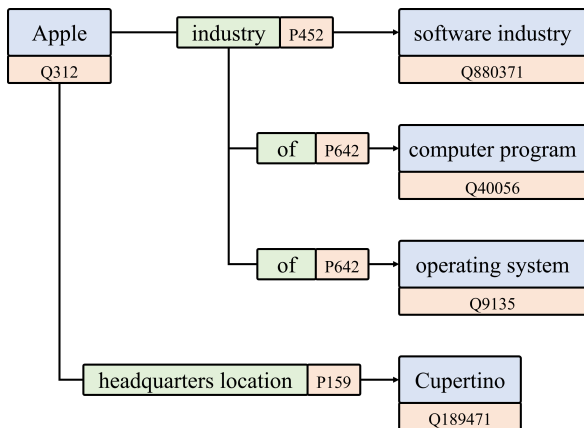 Apple industry P452 software industry
Q312 Q880371
of P642 computer program
Q40056
of P642 operating system
Q9135
headquarters location P159 Cupertino
Q189471